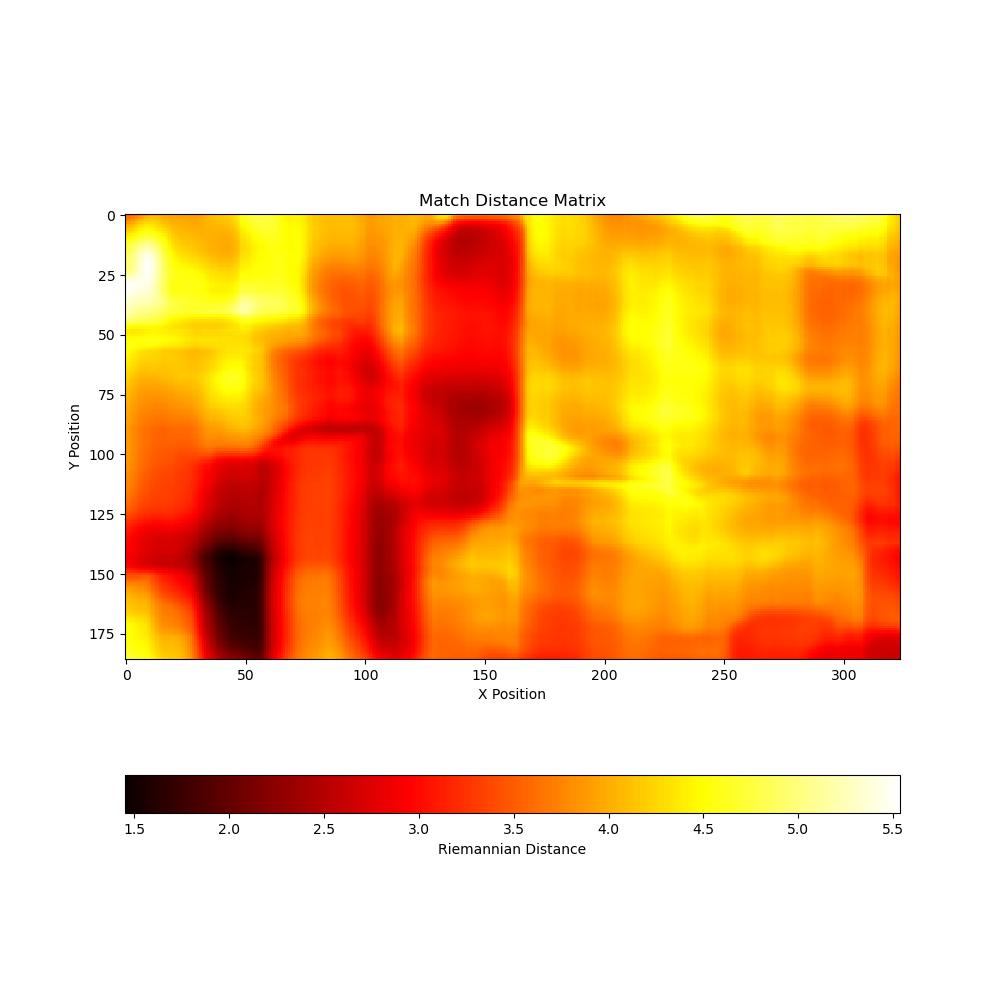 Match Distance Matrix
0
25
50
75
100
125
150
175
Y Position
0 50 100 150 200 250 300
X Position
1.5 2.0 2.5 3.0 3.5 4.0 4.5 5.0 5.5
Riemannian Distance